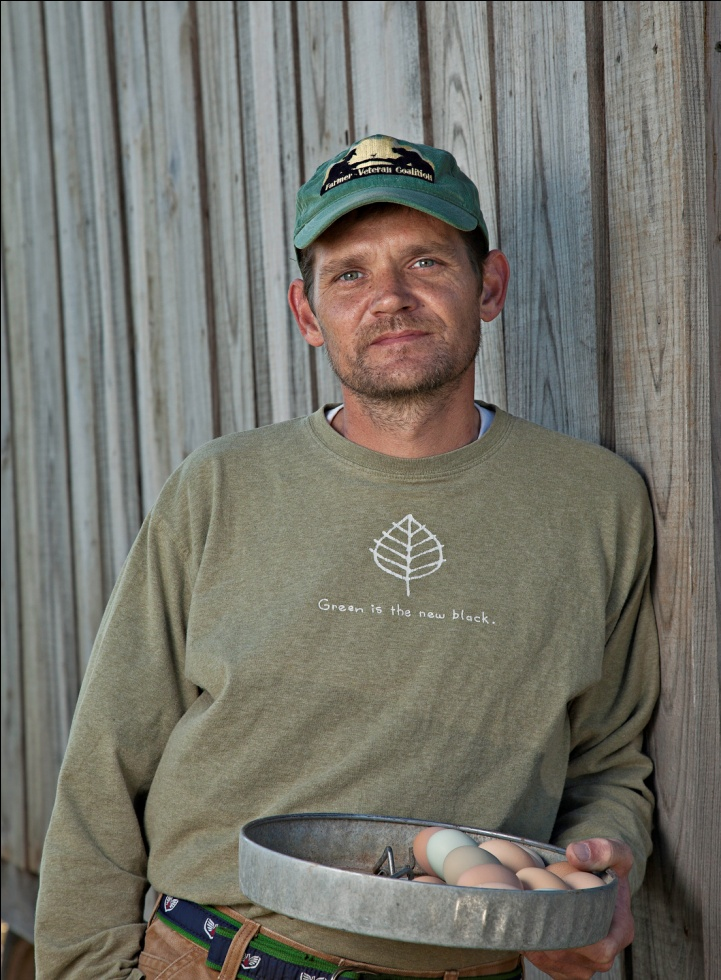 Farmer-Veteran Coalition
Green is the new black.